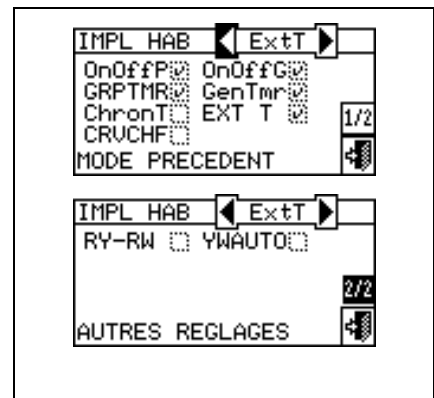 IMPL HAB ExtT
OnOffP OnOffG
GRPTMR GenTmr
ChronT EXT T 1/2
CRVCHF
MODE PRECEDENT
IMPL HAB ExtT
RY-RW YWAUTO
2/2
AUTRES REGLAGES